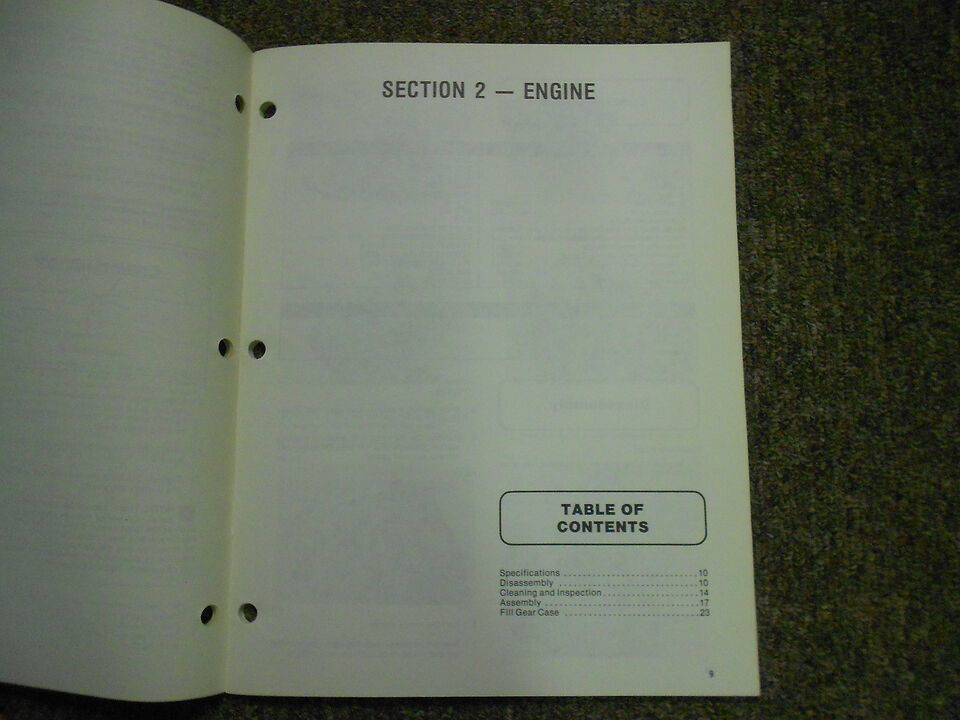 SECTION 2 — ENGINE
TABLE OF
CONTENTS
Specifications ........................... 10
Disassembly ............................ 10
Cleaning and Inspection .................... 14
Assembly ............................... 17
Fill Gear Case ........................... 23
9